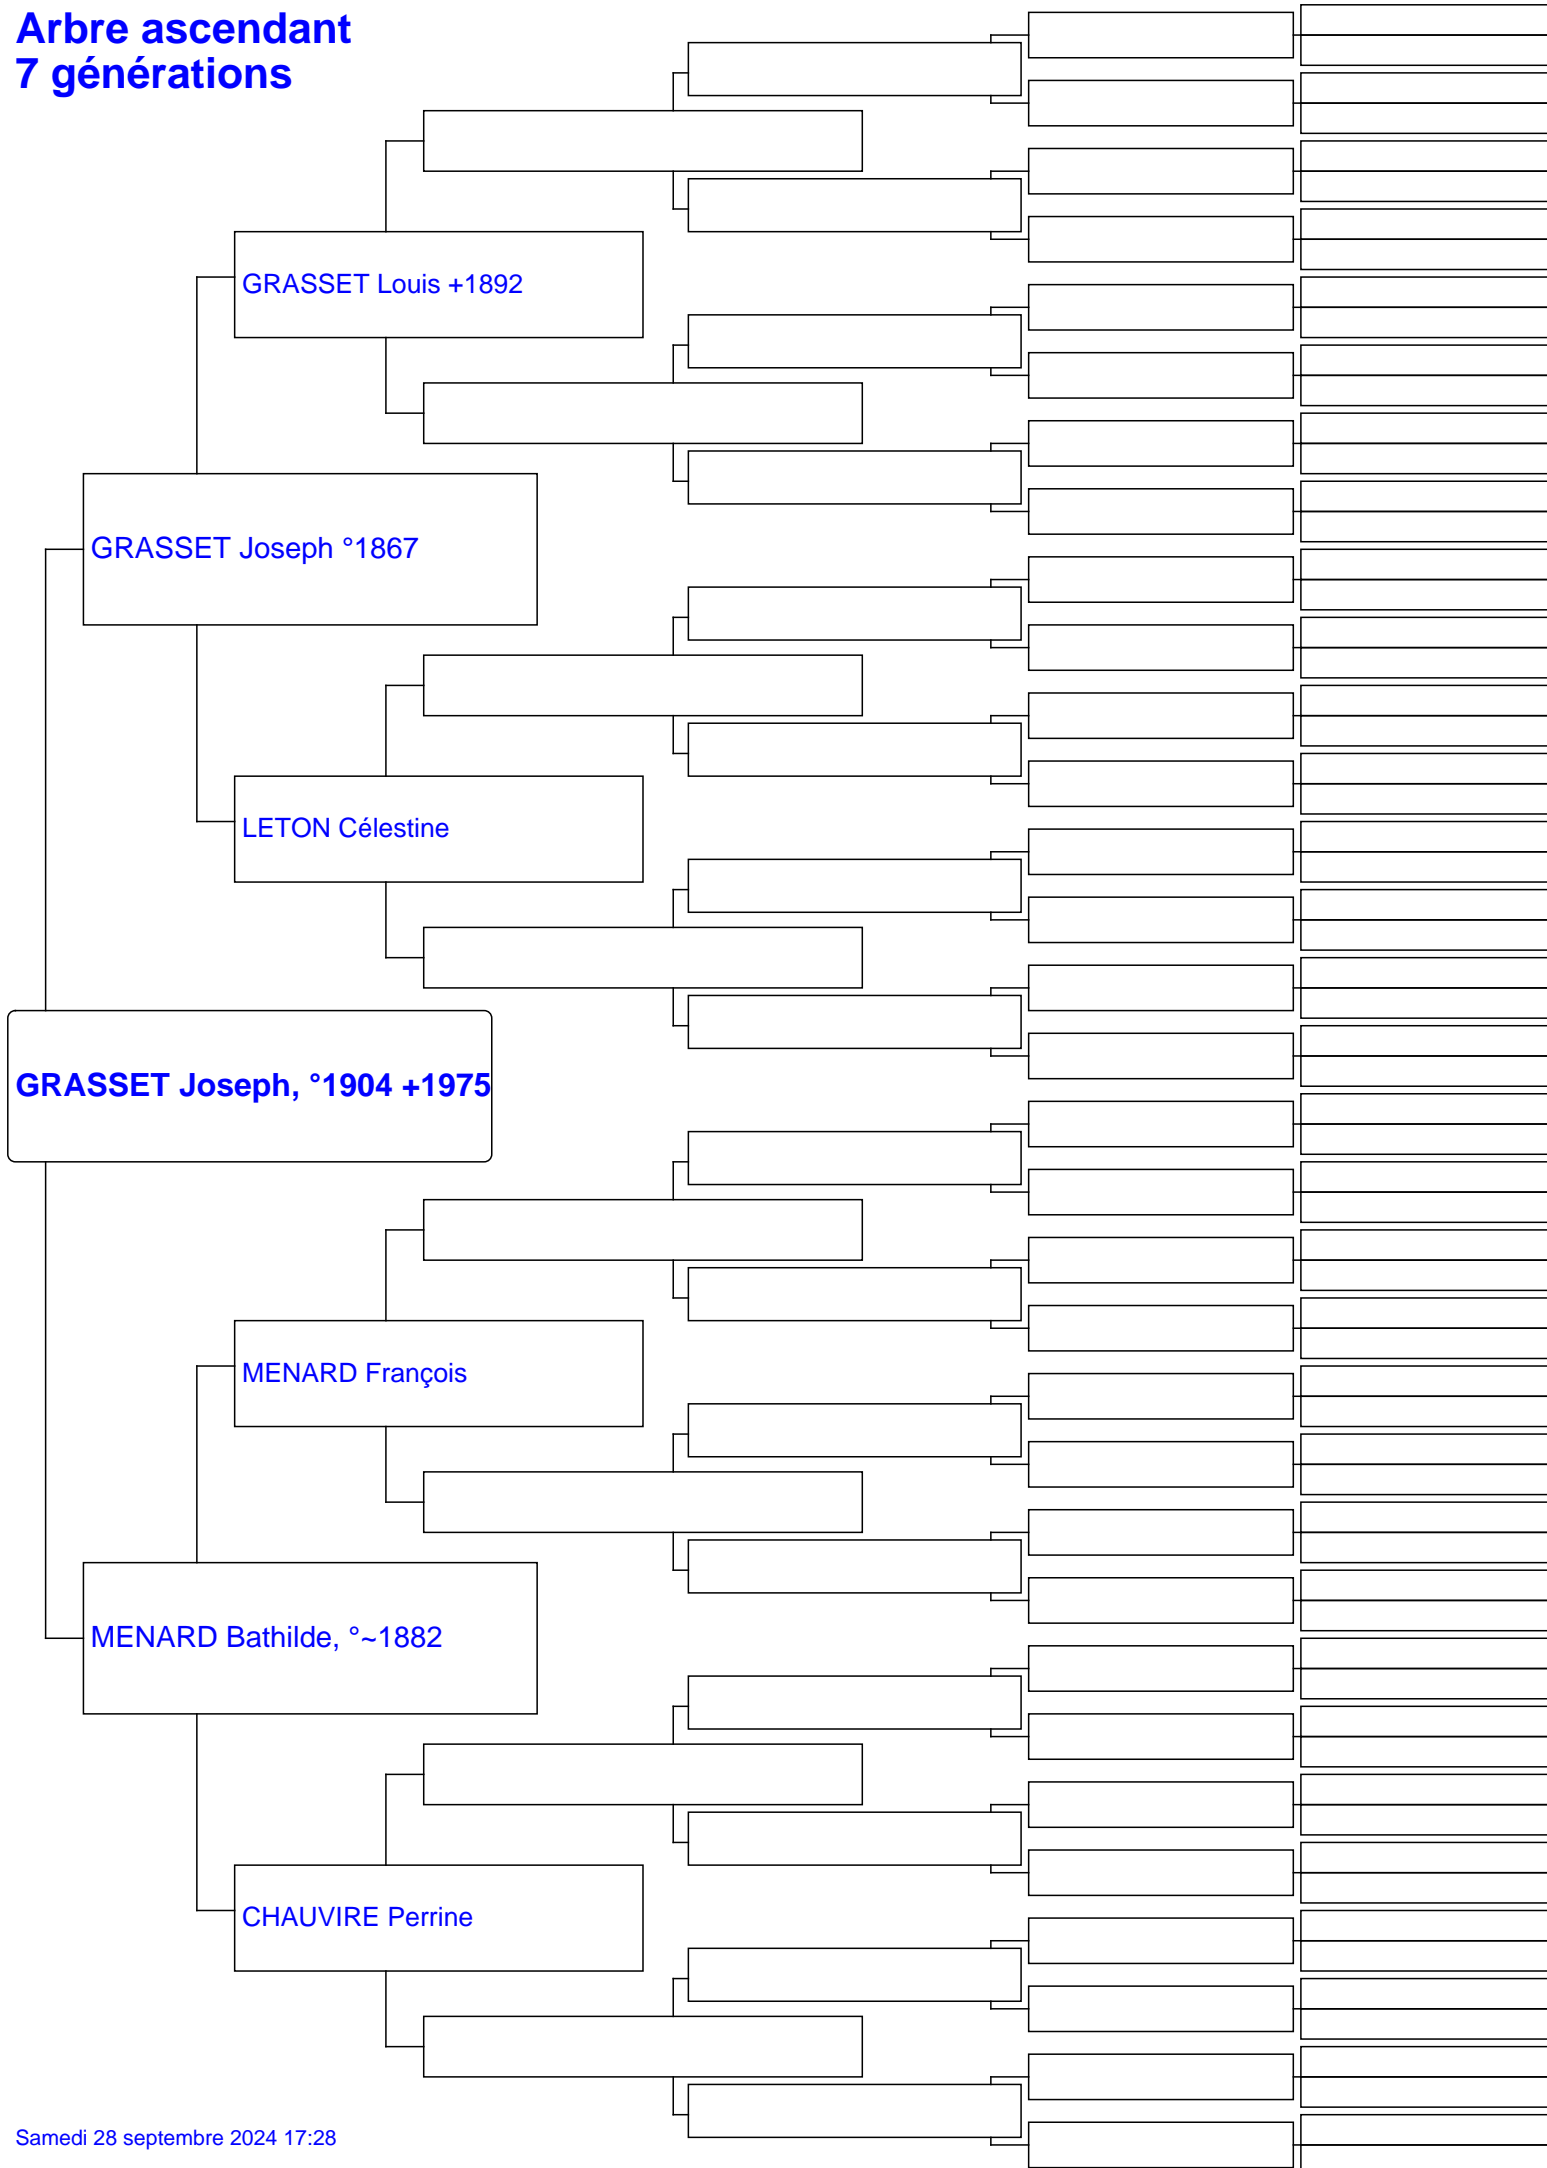 Arbre ascendant
7 générations
GRASSET Louis +1892
GRASSET Joseph °1867
LETON Célestine
GRASSET Joseph, °1904 +1975
MENARD François
MENARD Bathilde, °~1882
CHAUVIRE Perrine
Samedi 28 septembre 2024 17:28